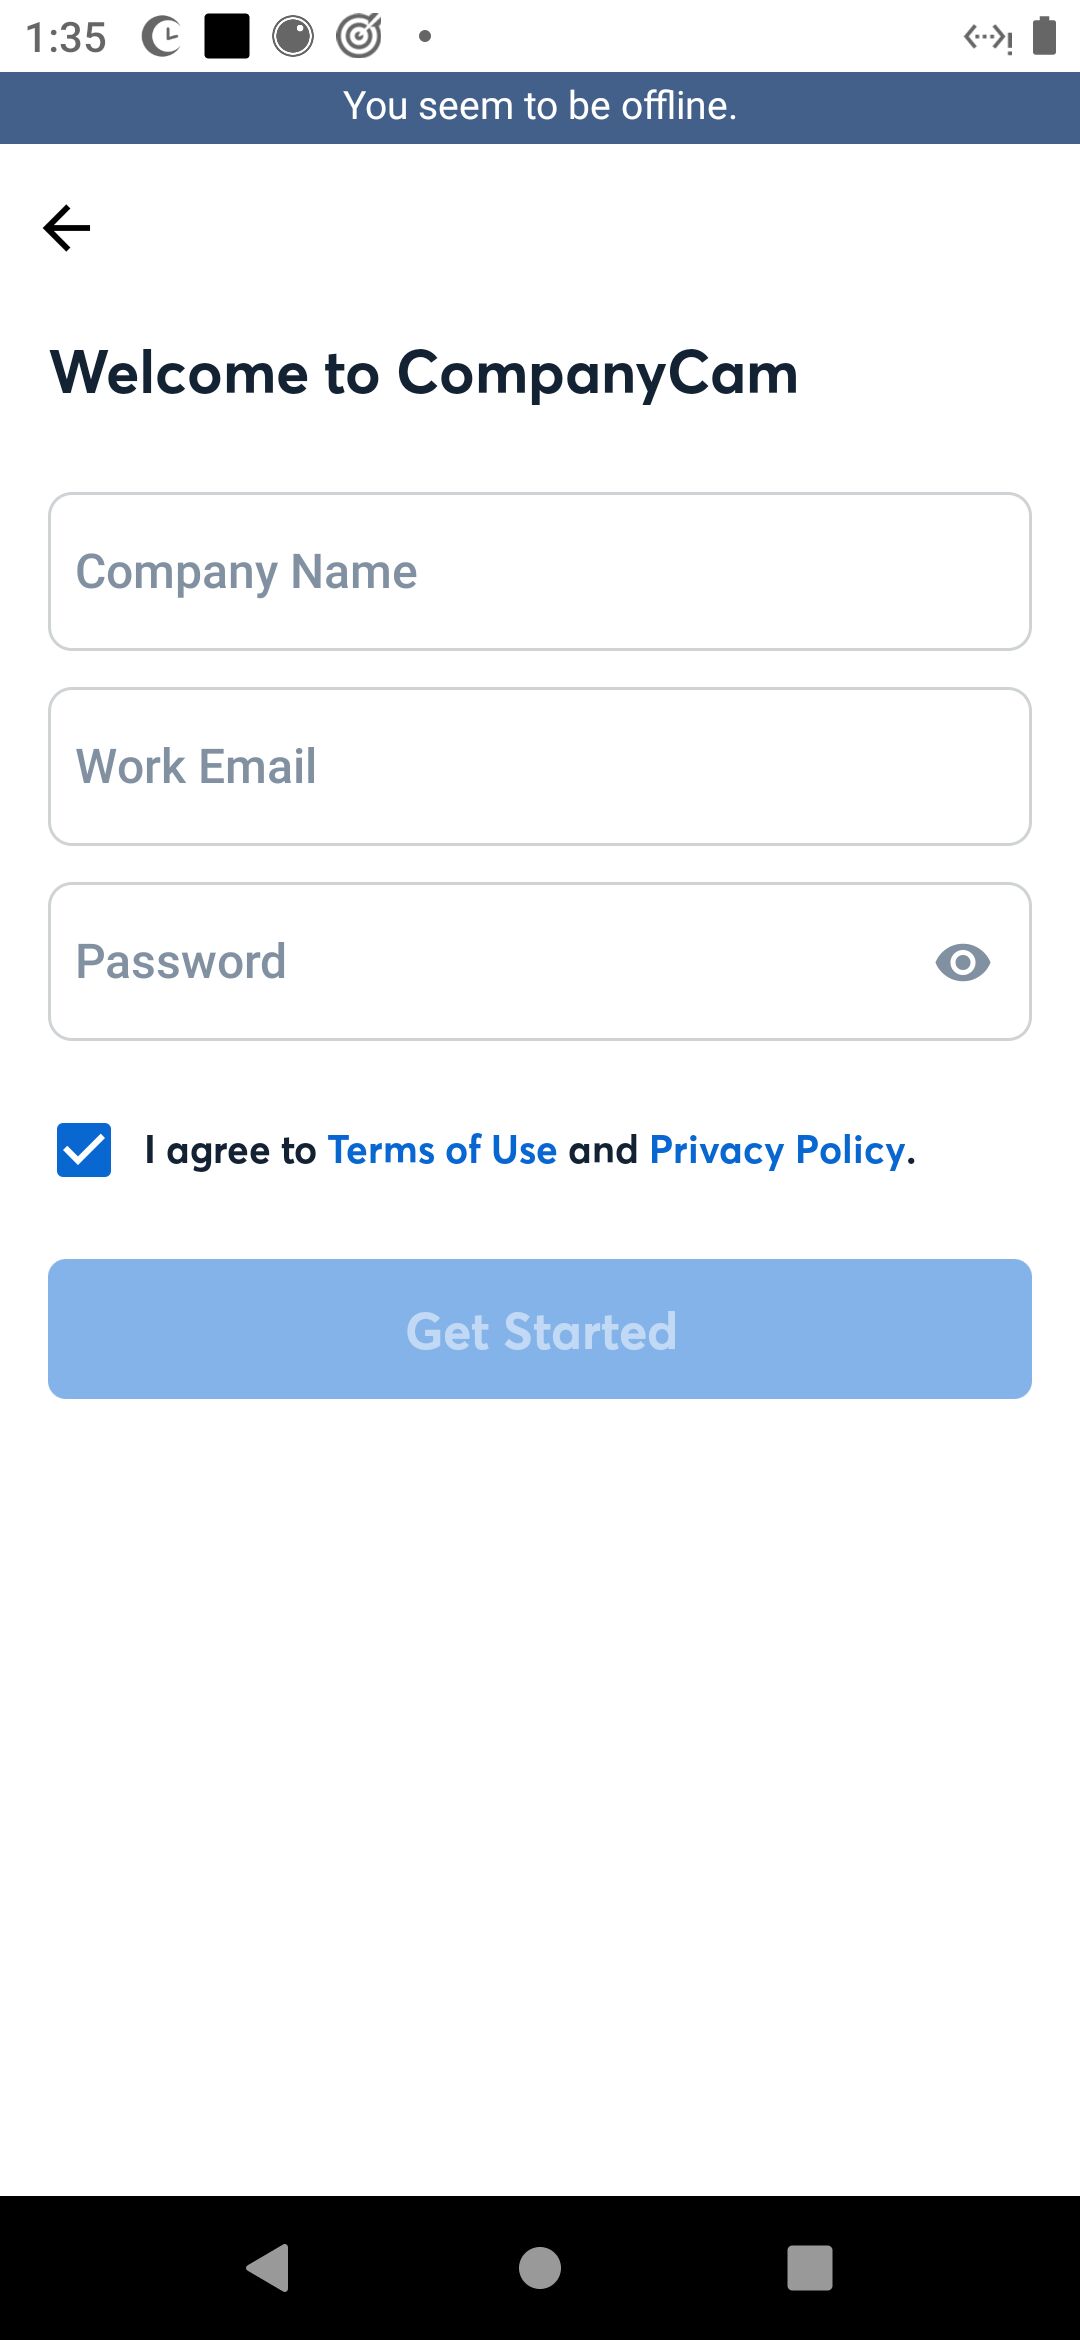 1:35
You seem to be offline.
Welcome to CompanyCam
Company Name
Work Email
Password
I agree to Terms of Use and Privacy Policy.
Get Started